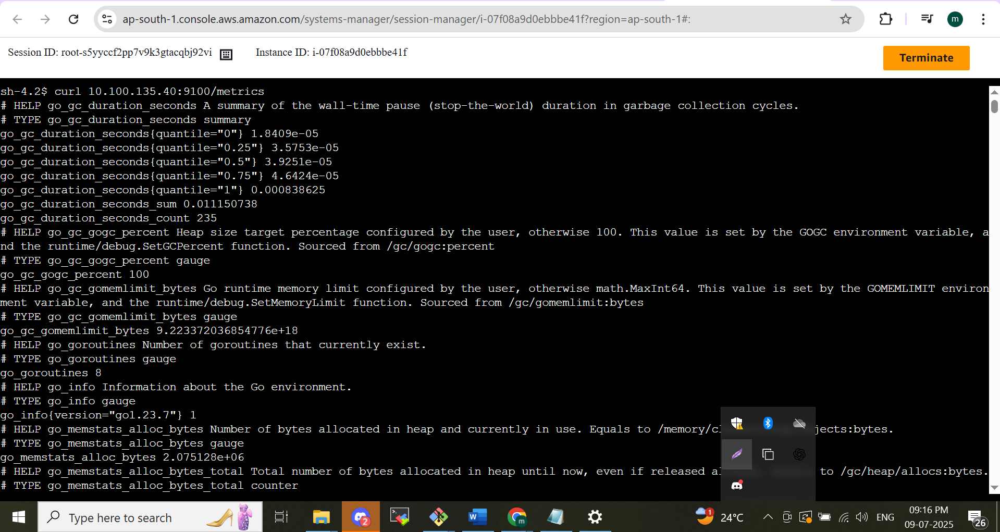 ap-south-1.console.aws.amazon.com/systems-manager/session-manager/i-07f08a9d0ebbbe41f?region=ap-south-1#:
m
Session ID: root-s5yyccf2pp7v9k3gtacqbj92vi Instance ID: i-07f08a9d0ebbbe41f
Terminate
sh-4.2$ curl 10.100.135.40:9100/metrics
# HELP go_gc_duration_seconds A summary of the wall-time pause (stop-the-world) duration in garbage collection cycles.
# TYPE go_gc_duration_seconds summary
go_gc_duration_seconds{quantile="0"} 1.8409e-05
go_gc_duration_seconds{quantile="0.25"} 3.5753e-05
go_gc_duration_seconds{quantile="0.5"} 3.9251e-05
go_gc_duration_seconds{quantile="0.75"} 4.6424e-05
go_gc_duration_seconds{quantile="1"} 0.000838625
go_gc_duration_seconds_sum 0.011150738
go_gc_duration_seconds_count 235
# HELP go_gc_gogc_percent Heap size target percentage configured by the user, otherwise 100. This value is set by the GOGC environment variable, a
nd the runtime/debug.SetGCPercent function. Sourced from /gc/gogc:percent
# TYPE go_gc_gogc_percent gauge
go_gc_gogc_percent 100
# HELP go_gc_gomemlimit_bytes Go runtime memory limit configured by the user, otherwise math.MaxInt64. This value is set by the GOMEMLIMIT environ
ment variable, and the runtime/debug.SetMemoryLimit function. Sourced from /gc/gomemlimit:bytes
# TYPE go_gc_gomemlimit_bytes gauge
go_gc_gomemlimit_bytes 9.223372036854776e+18
# HELP go_goroutines Number of goroutines that currently exist.
# TYPE go_goroutines gauge
go_goroutines 8
# HELP go_info Information about the Go environment.
# TYPE go_info gauge
go_info{version="go1.23.7"} 1
# HELP go_memstats_alloc_bytes Number of bytes allocated in heap and currently in use. Equals to /memory/cl jects:bytes.
# TYPE go_memstats_alloc_bytes gauge
go_memstats_alloc_bytes 2.075128e+06
# HELP go_memstats_alloc_bytes_total Total number of bytes allocated in heap until now, even if released al to /gc/heap/allocs:bytes.
# TYPE go_memstats_alloc_bytes_total counter
Type here to search
2
W
m
1
24°C
ENG
09:16 PM
09-07-2025
26